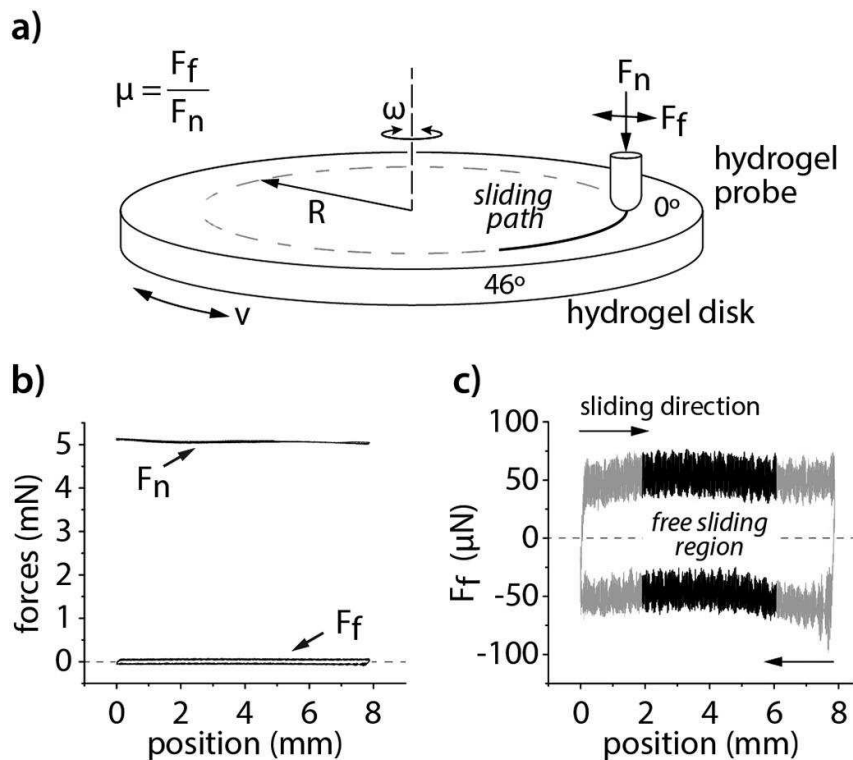 a)
μ = Ff
Fn
ω
Fn
Ff
hydrogel
probe
R
sliding
path
0º
46º
v
hydrogel disk
b)
forces (mN)
5
4
3
2
1
0
Fn
Ff
0 2 4 6 8
position (mm)
c)
Ff (μN)
100
50
0
-50
-100
sliding direction
free sliding
region
0 2 4 6 8
position (mm)